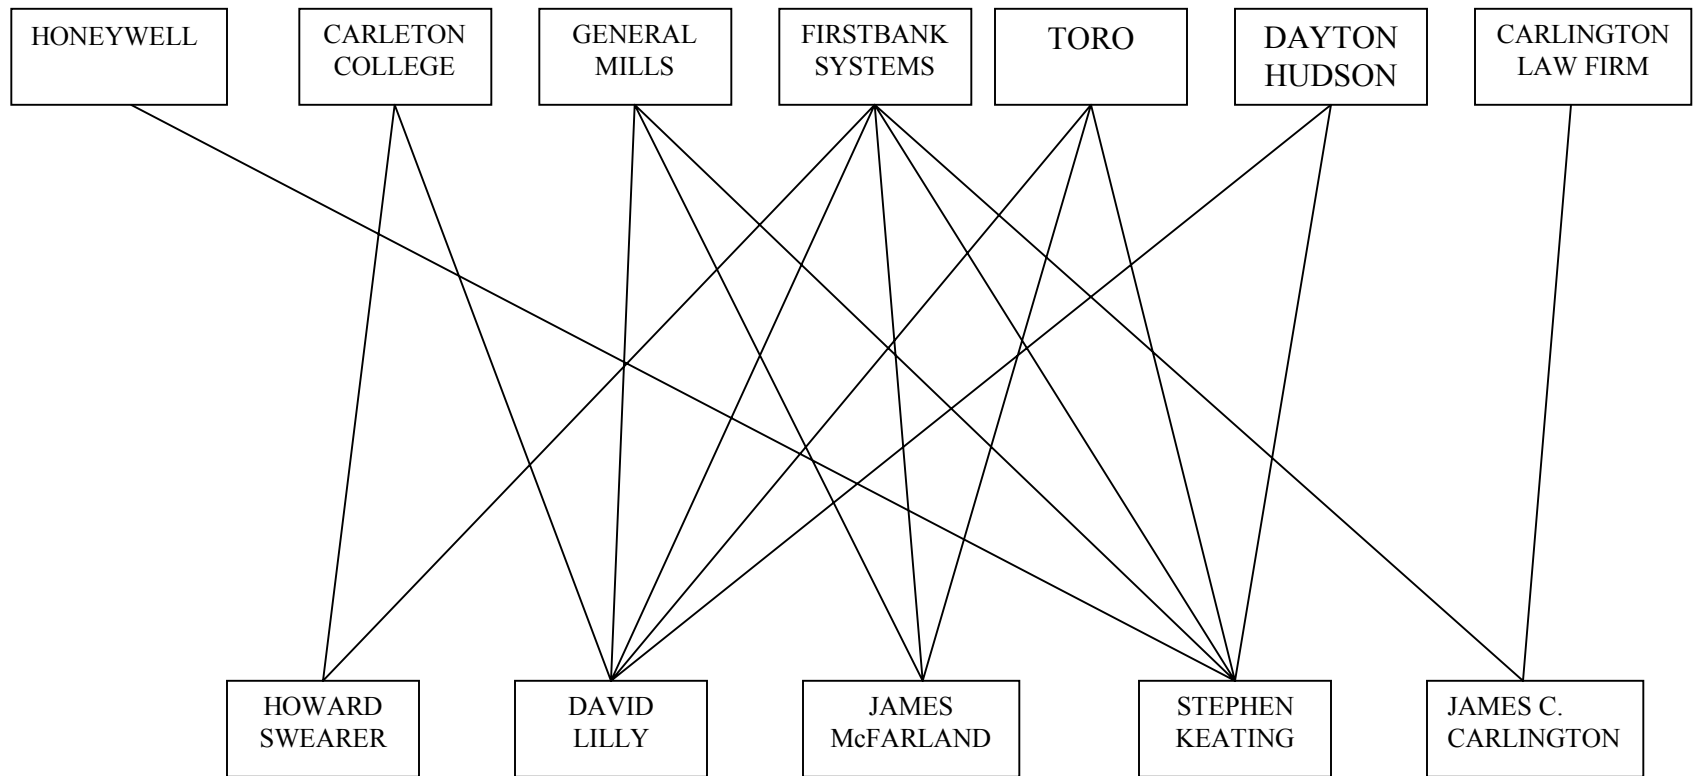 HONEYWELL
CARLETON
COLLEGE
GENERAL
MILLS
FIRSTBANK
SYSTEMS
TORO
DAYTON
HUDSON
CARLINGTON
LAW FIRM
HOWARD
SWEARER
DAVID
LILLY
JAMES
McFARLAND
STEPHEN
KEATING
JAMES C.
CARLINGTON